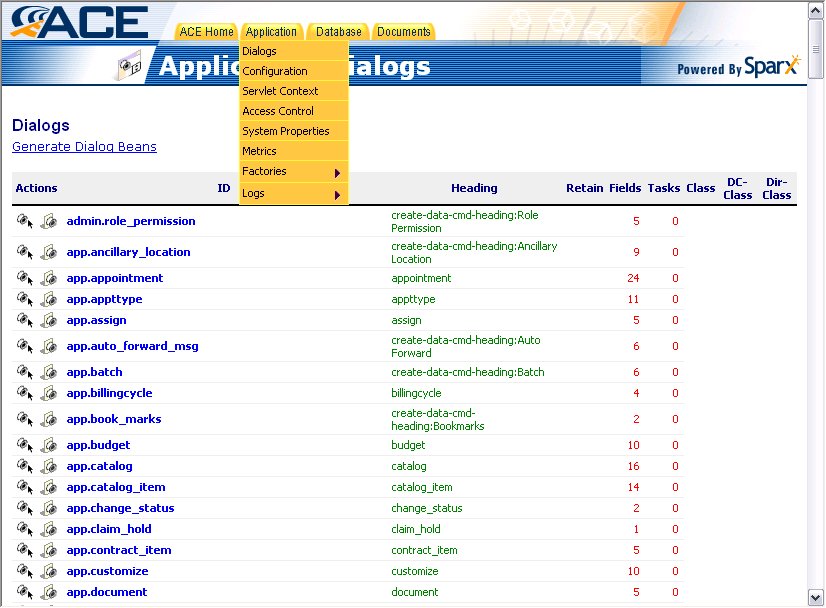 ACE
ACE Home Application Database Documents
Dialogs
Configuration
Servlet Context
Access Control
System Properties
Metrics
Factories
Logs
Applic ialogs
Powered By Sparx
Dialogs
Generate Dialog Beans
Actions ID Heading Retain Fields Tasks Class DC-Class Dir-Class
admin.role_permission create-data-cmd-heading:Role Permission 5 0
app.ancillary_location create-data-cmd-heading:Ancillary Location 9 0
app.appointment appointment 24 0
app.appttype appttype 11 0
app.assign assign 5 0
app.auto_forward_msg create-data-cmd-heading:Auto Forward 6 0
app.batch create-data-cmd-heading:Batch 6 0
app.billingcycle billingcycle 4 0
app.book_marks create-data-cmd-heading:Bookmarks 2 0
app.budget budget 10 0
app.catalog catalog 16 0
app.catalog_item catalog_item 14 0
app.change_status change_status 2 0
app.claim_hold claim_hold 1 0
app.contract_item contract_item 5 0
app.customize customize 10 0
app.document document 5 0